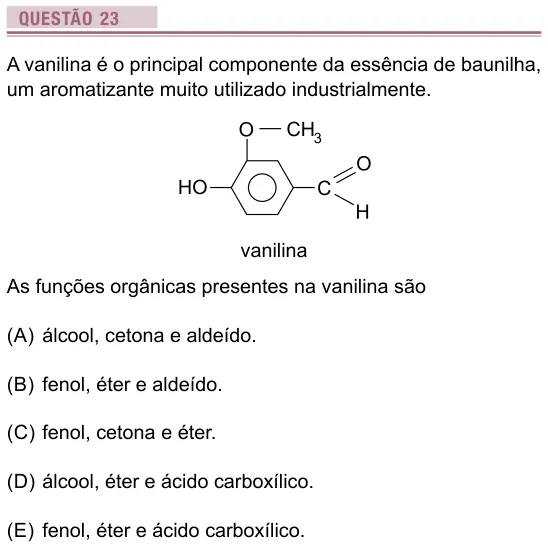 QUESTÃO 23
A vanilina é o principal componente da essência de baunilha,
um aromatizante muito utilizado industrialmente.
O — CH3
O
HO
C
H
vanilina
As funções orgânicas presentes na vanilina são
(A) álcool, cetona e aldeído.
(B) fenol, éter e aldeído.
(C) fenol, cetona e éter.
(D) álcool, éter e ácido carboxílico.
(E) fenol, éter e ácido carboxílico.